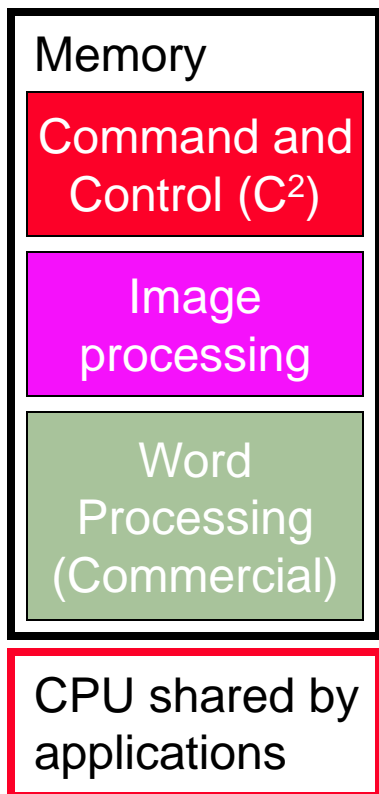 Memory
Command and
Control (C²)
Image
processing
Word
Processing
(Commercial)
CPU shared by
applications